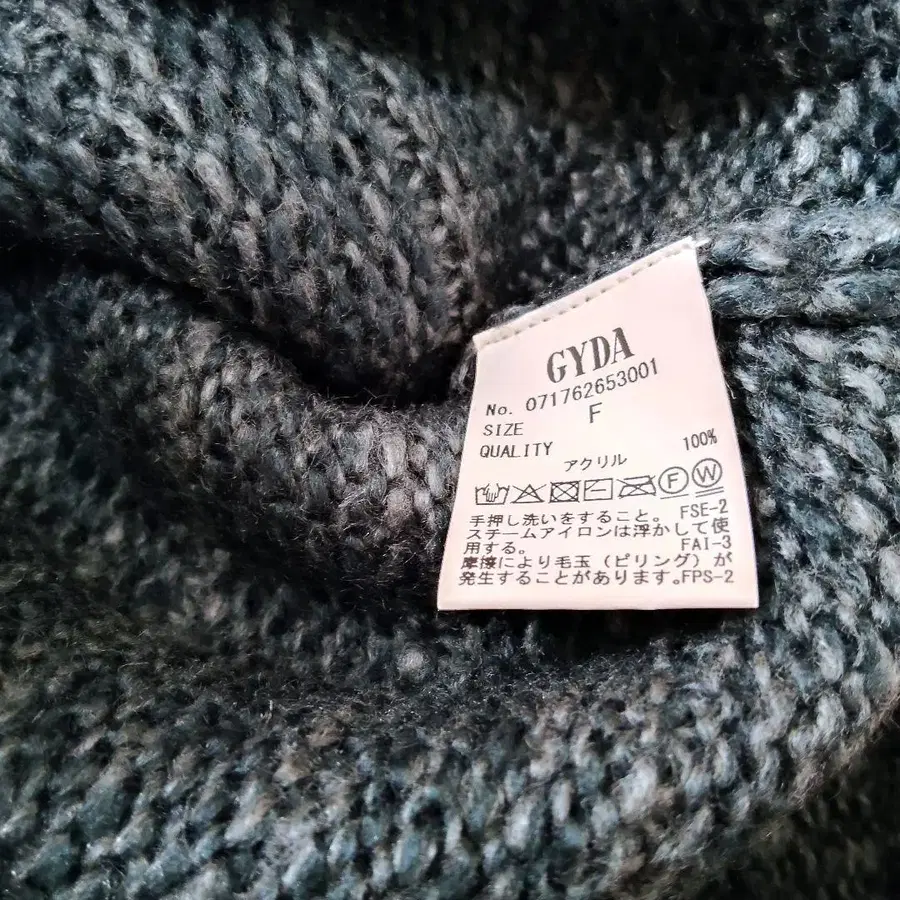 GYDA
No. 071762653001
SIZE F
QUALITY
アクリル 100%
F W
手押し洗いをすること。 FSE-2
スチームアイロンは浮かして使
用する。 FAI-3
摩擦により毛玉（ピリング）が
発生することがあります。FPS-2